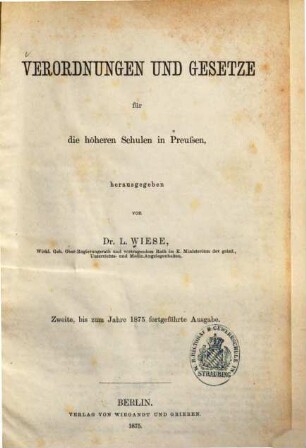 VERORDNUNGEN UND GESETZE
für
die höheren Schulen in Preußen,
herausgegeben
von
Dr. L. WIESE,
Wirkl. Geh. Ober-Regierungsrath und vortragendem Rath im K. Ministerium der geistl.,
Unterrichts- und Medic.Angelegenheiten.
Zweite, bis zum Jahre 1875 fortgeführte Ausgabe.
STRAUBING
BERLIN.
VERLAG VON WIEGANDT UND GRIEBEN.
1875.